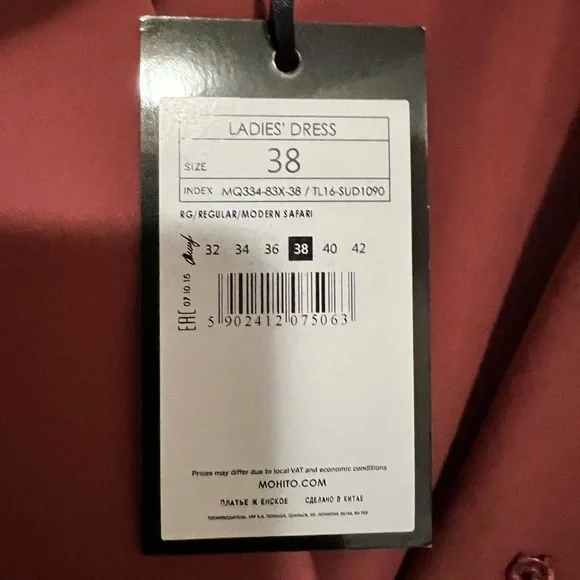 LADIES' DRESS
SIZE 38
INDEX MQ334-83X-38 / TL16-SUD1090
RG/REGULAR/MODERN SAFARI
32 34 36 38 40 42
EAC 07.10.15
5 902412 075063
Prices may differ due to local VAT and economic conditions
MOHITO.COM
ПЛАТЬЕ ЖЕНСКОЕ СДЕЛАНО В КИТАЕ